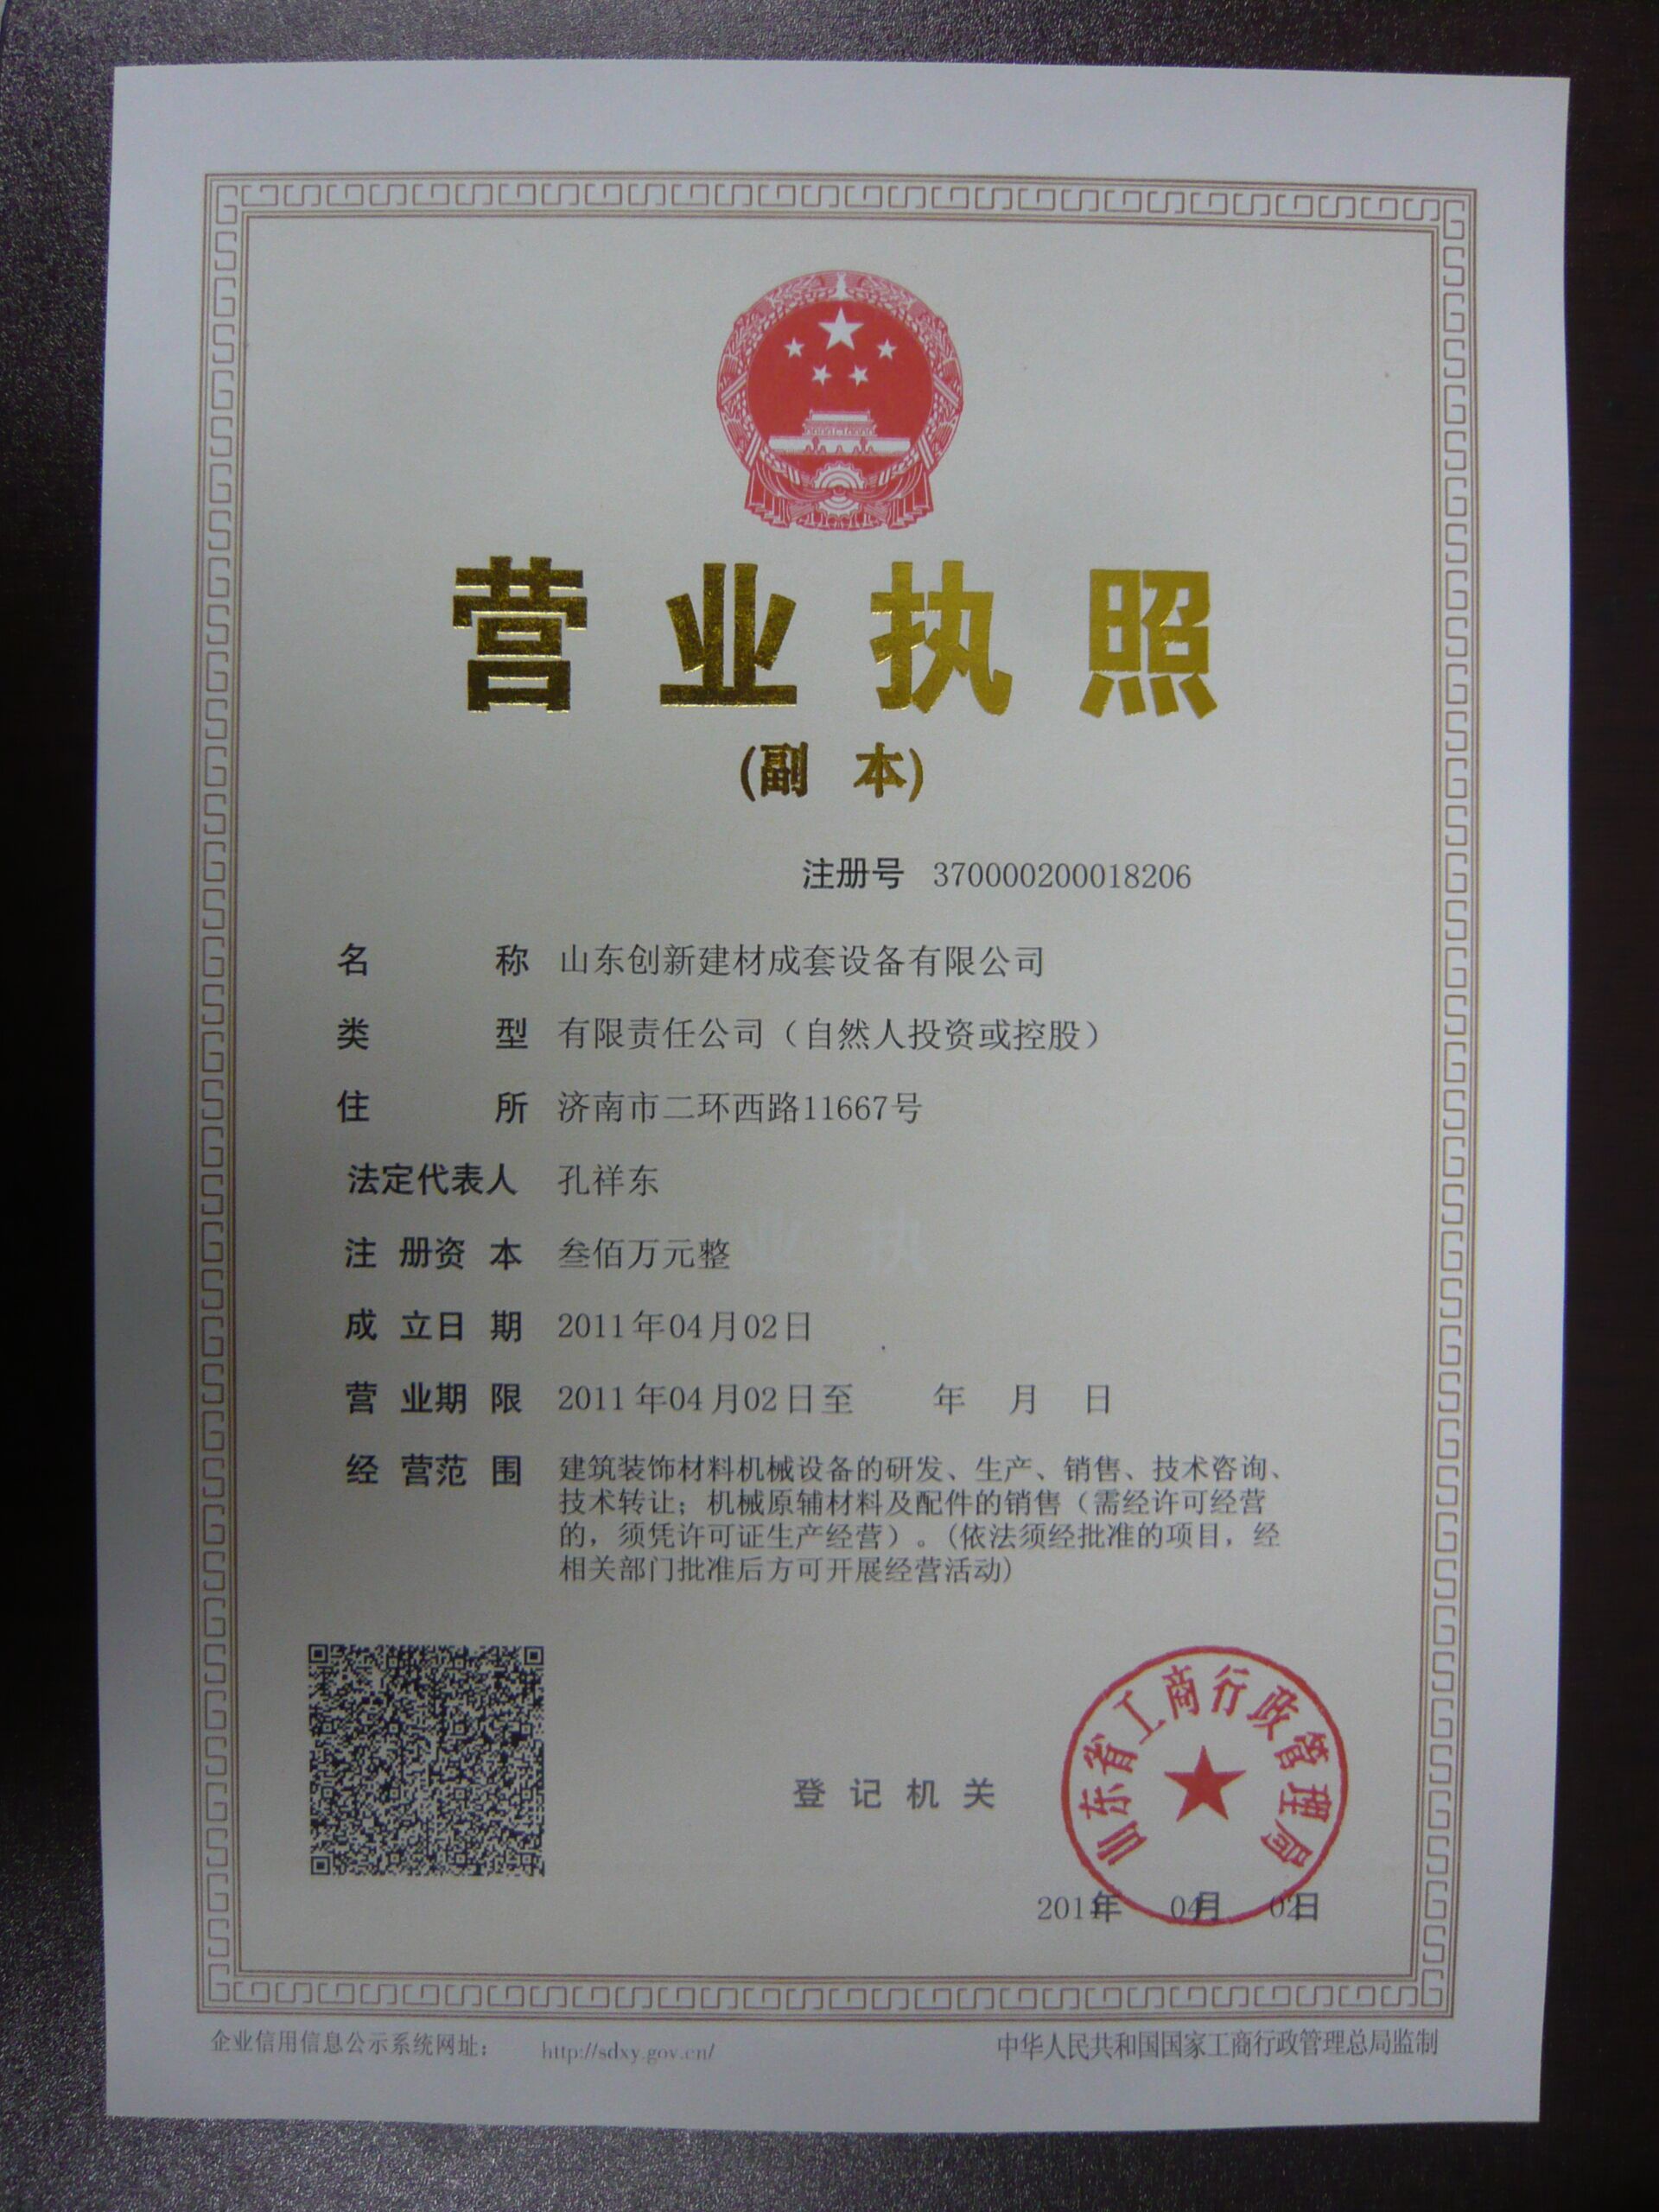 营业执照
(副 本)
注册号 370000200018206
名 称 山东创新建材成套设备有限公司
类 型 有限责任公司（自然人投资或控股）
住 所 济南市二环西路11667号
法定代表人 孔祥东
注册资本 叁佰万元整
成立日期 2011年04月02日
营业期限 2011年04月02日至 年 月 日
经营范围 建筑装饰材料机械设备的研发、生产、销售、技术咨询、
技术转让；机械原辅材料及配件的销售（需经许可经营
的，须凭许可证生产经营）。(依法须经批准的项目，经
相关部门批准后方可开展经营活动)
山东省工商行政管理局
登记机关
2011年 04月 02日
企业信用信息公示系统网址： http://sdxy.gov.cn/
中华人民共和国国家工商行政管理总局监制